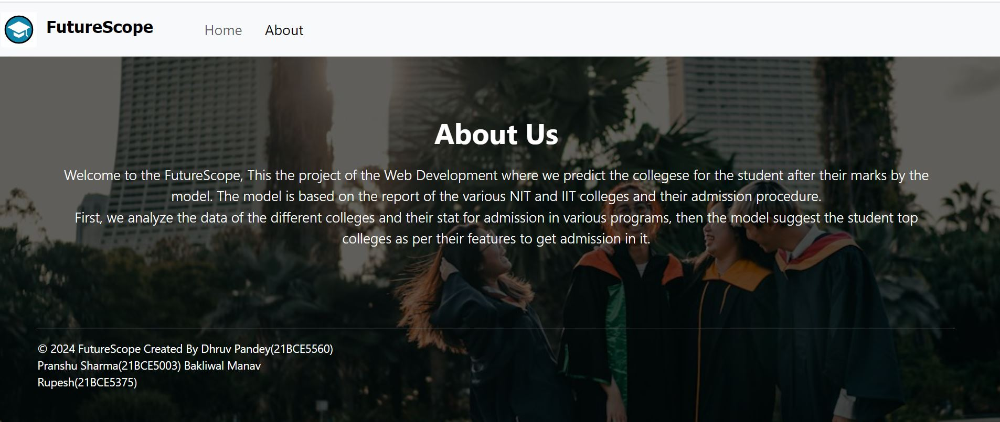 FutureScope
Home
About
About Us
Welcome to the FutureScope, This the project of the Web Development where we predict the collegese for the student after their marks by the
model. The model is based on the report of the various NIT and IIT colleges and their admission procedure.
First, we analyze the data of the different colleges and their stat for admission in various programs, then the model suggest the student top
colleges as per their features to get admission in it.
© 2024 FutureScope Created By Dhruv Pandey(21BCE5560)
Pranshu Sharma(21BCE5003) Bakliwal Manav
Rupesh(21BCE5375)